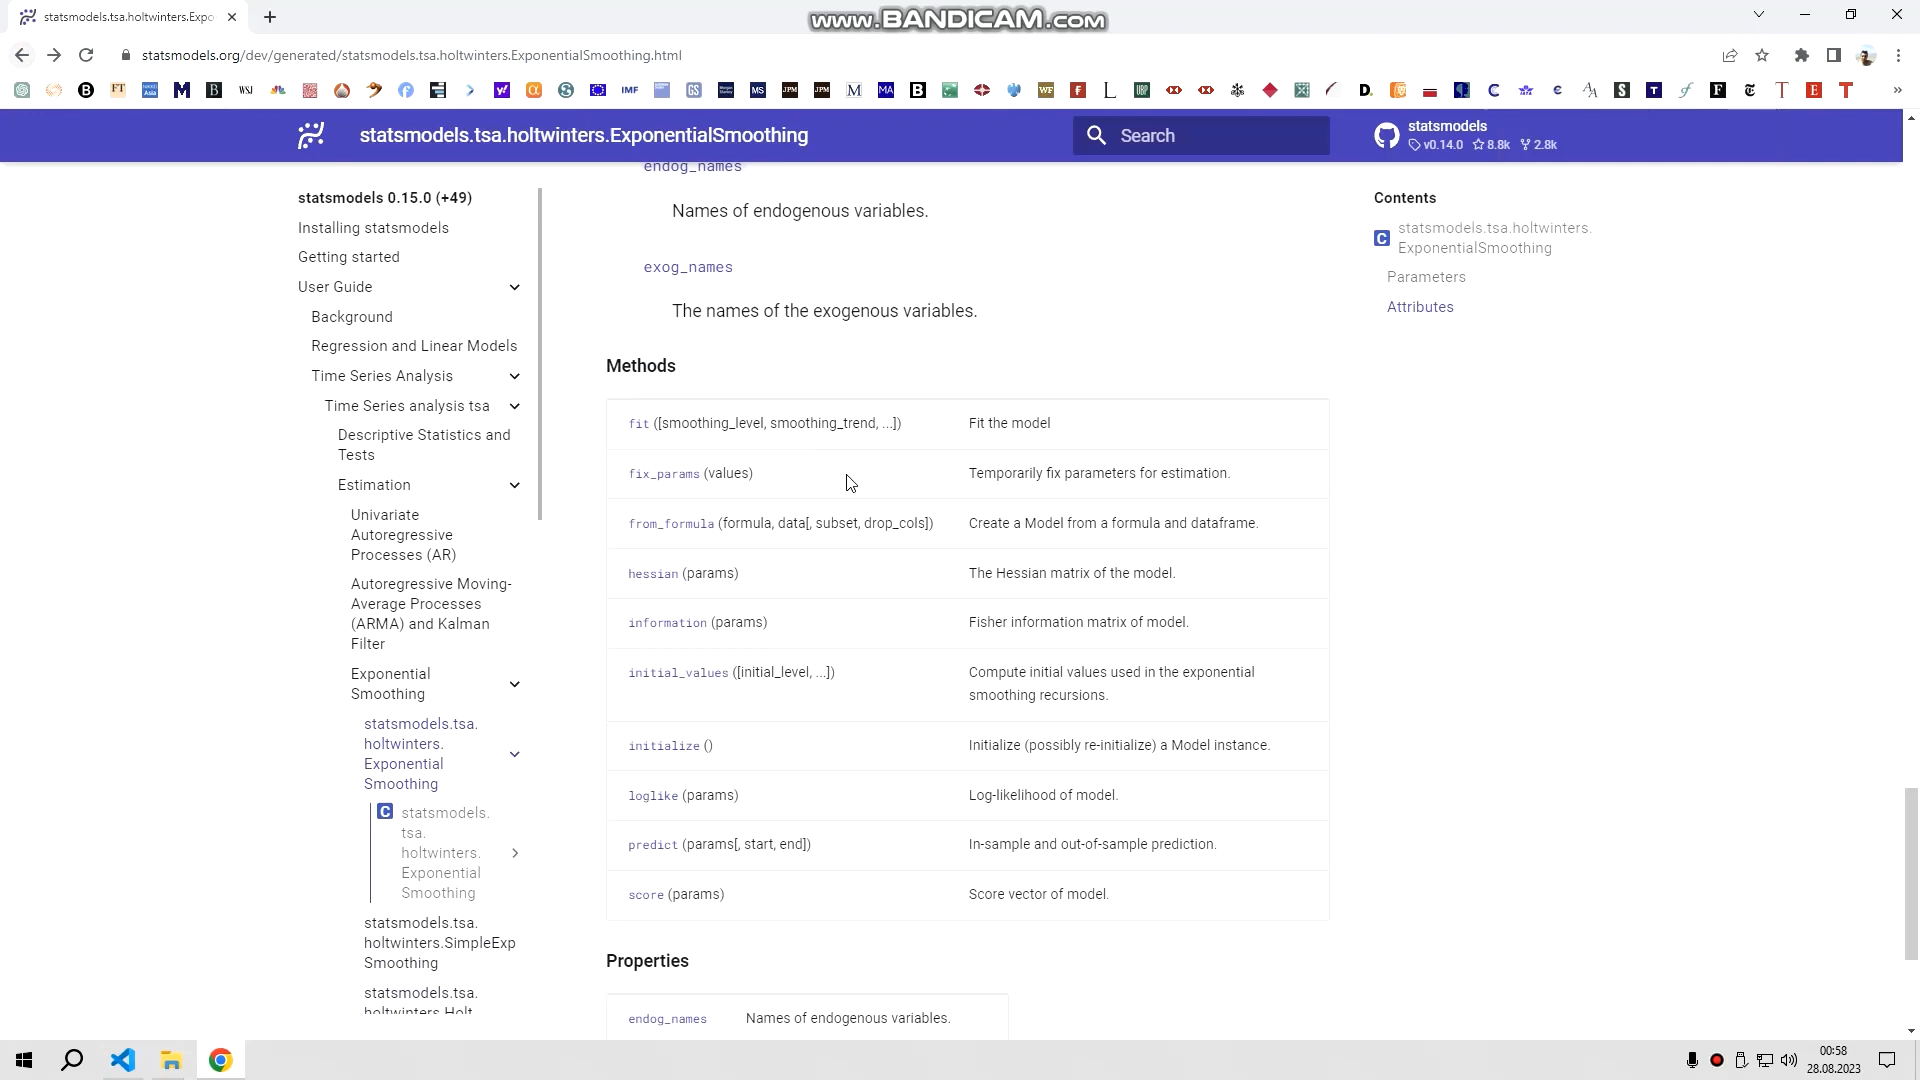 statsmodels.tsa.holtwinters.Expo
www.BANDICAM.com
statsmodels.org/dev/generated/statsmodels.tsa.holtwinters.ExponentialSmoothing.html
statsmodels.tsa.holtwinters.ExponentialSmoothing
Search
statsmodels
v0.14.0 8.8k 2.8k
statsmodels 0.15.0 (+49)
Installing statsmodels
Getting started
User Guide
Background
Regression and Linear Models
Time Series Analysis
Time Series analysis tsa
Descriptive Statistics and
Tests
Estimation
Univariate
Autoregressive
Processes (AR)
Autoregressive Moving-
Average Processes
(ARMA) and Kalman
Filter
Exponential
Smoothing
statsmodels.tsa.
holtwinters.
Exponential
Smoothing
C statsmodels.
tsa.
holtwinters.
Exponential
Smoothing
statsmodels.tsa.
holtwinters.SimpleExp
Smoothing
statsmodels.tsa.
holtwinters.Holt
endog_names
Names of endogenous variables.
exog_names
The names of the exogenous variables.
Methods
fit ([smoothing_level, smoothing_trend, ...]) Fit the model
fix_params (values) Temporarily fix parameters for estimation.
from_formula (formula, data[, subset, drop_cols]) Create a Model from a formula and dataframe.
hessian (params) The Hessian matrix of the model.
information (params) Fisher information matrix of model.
initial_values ([initial_level, ...]) Compute initial values used in the exponential
smoothing recursions.
initialize () Initialize (possibly re-initialize) a Model instance.
loglike (params) Log-likelihood of model.
predict (params[, start, end]) In-sample and out-of-sample prediction.
score (params) Score vector of model.
Properties
endog_names Names of endogenous variables.
Contents
C statsmodels.tsa.holtwinters.
ExponentialSmoothing
Parameters
Attributes
00:58
28.08.2023